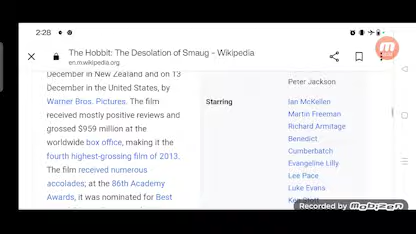 2:28
The Hobbit: The Desolation of Smaug - Wikipedia
en.m.wikipedia.org
December in New Zealand and on 13
December in the United States, by
Warner Bros. Pictures. The film
received mostly positive reviews and
grossed $959 million at the
worldwide box office, making it the
fourth highest-grossing film of 2013.
The film received numerous
accolades; at the 86th Academy
Awards, it was nominated for Best
Peter Jackson
Starring
Ian McKellen
Martin Freeman
Richard Armitage
Benedict
Cumberbatch
Evangeline Lilly
Lee Pace
Luke Evans
Ken Stott
Recorded by Mobizen